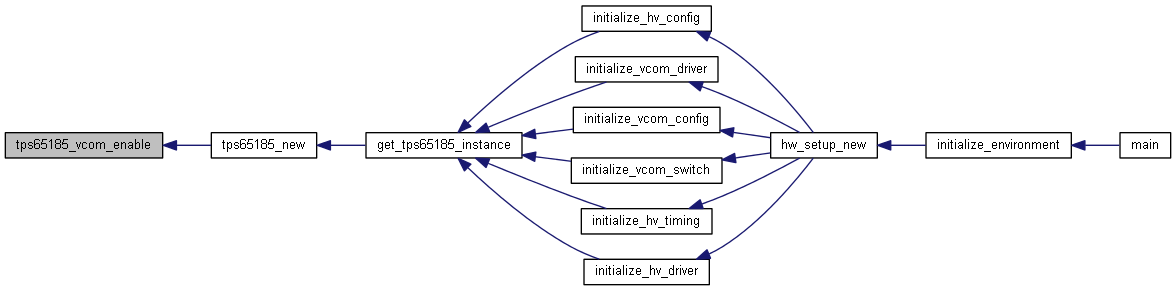 tps65185_vcom_enable
tps65185_new
get_tps65185_instance
initialize_hv_config
initialize_vcom_driver
initialize_vcom_config
initialize_vcom_switch
initialize_hv_timing
initialize_hv_driver
hw_setup_new
initialize_environment
main